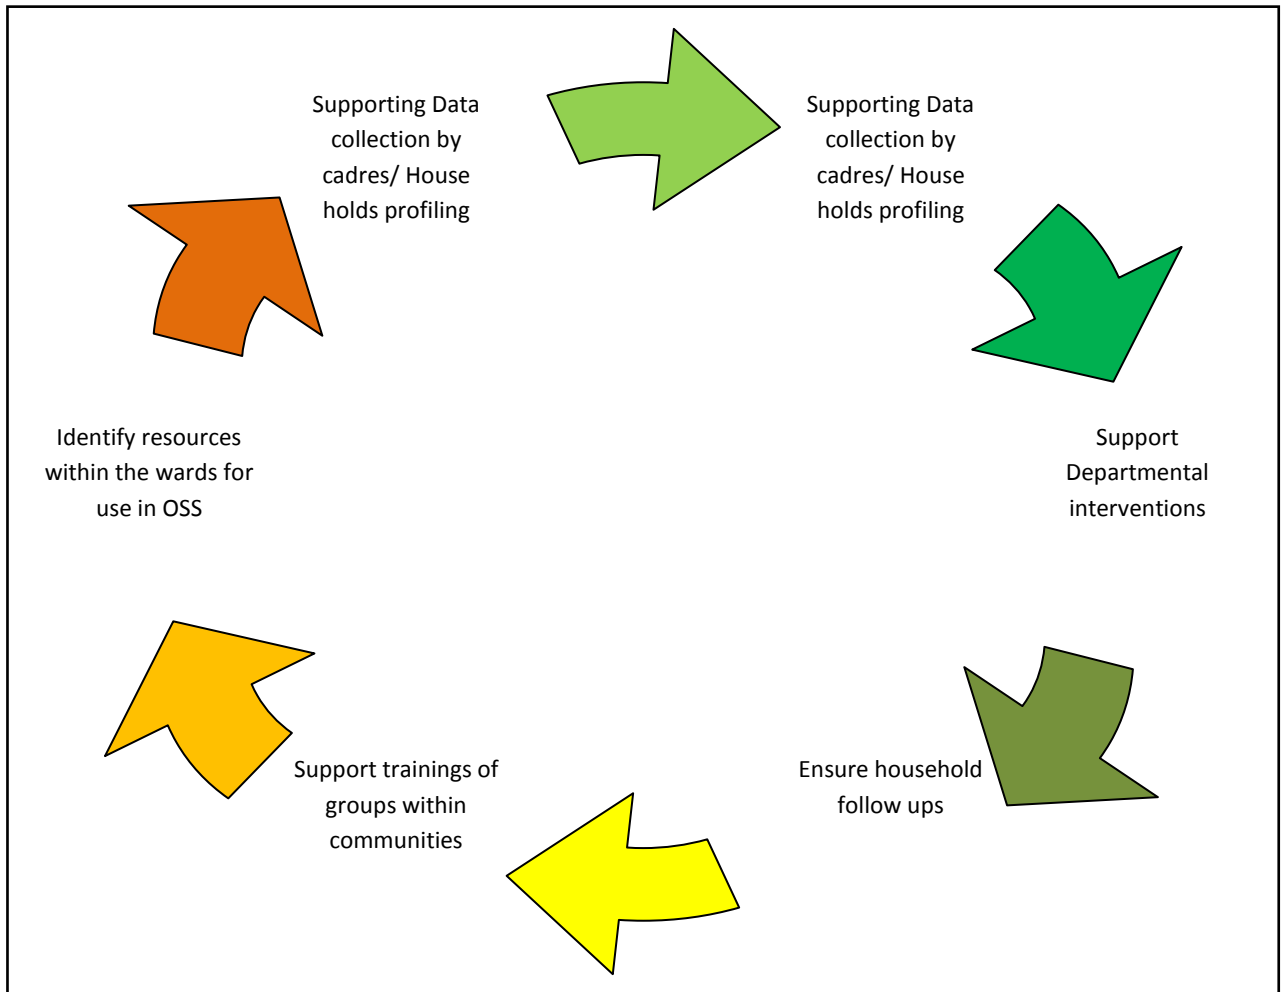 Supporting Data
collection by
cadres/ House
holds profiling
Supporting Data
collection by
cadres/ House
holds profiling
Support
Departmental
interventions
Ensure household
follow ups
Support trainings of
groups within
communities
Identify resources
within the wards for
use in OSS